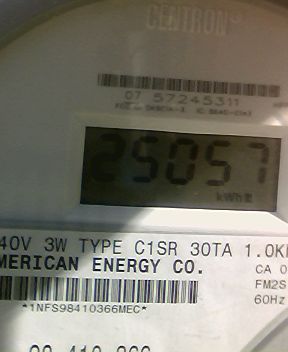 CENTRON
07 57245311
25057
kWh
40V 3W TYPE C1SR 30TA 1.0K
MERICAN ENERGY CO.
CA 0
FM2S
60Hz
*1NFS98410366MEC*